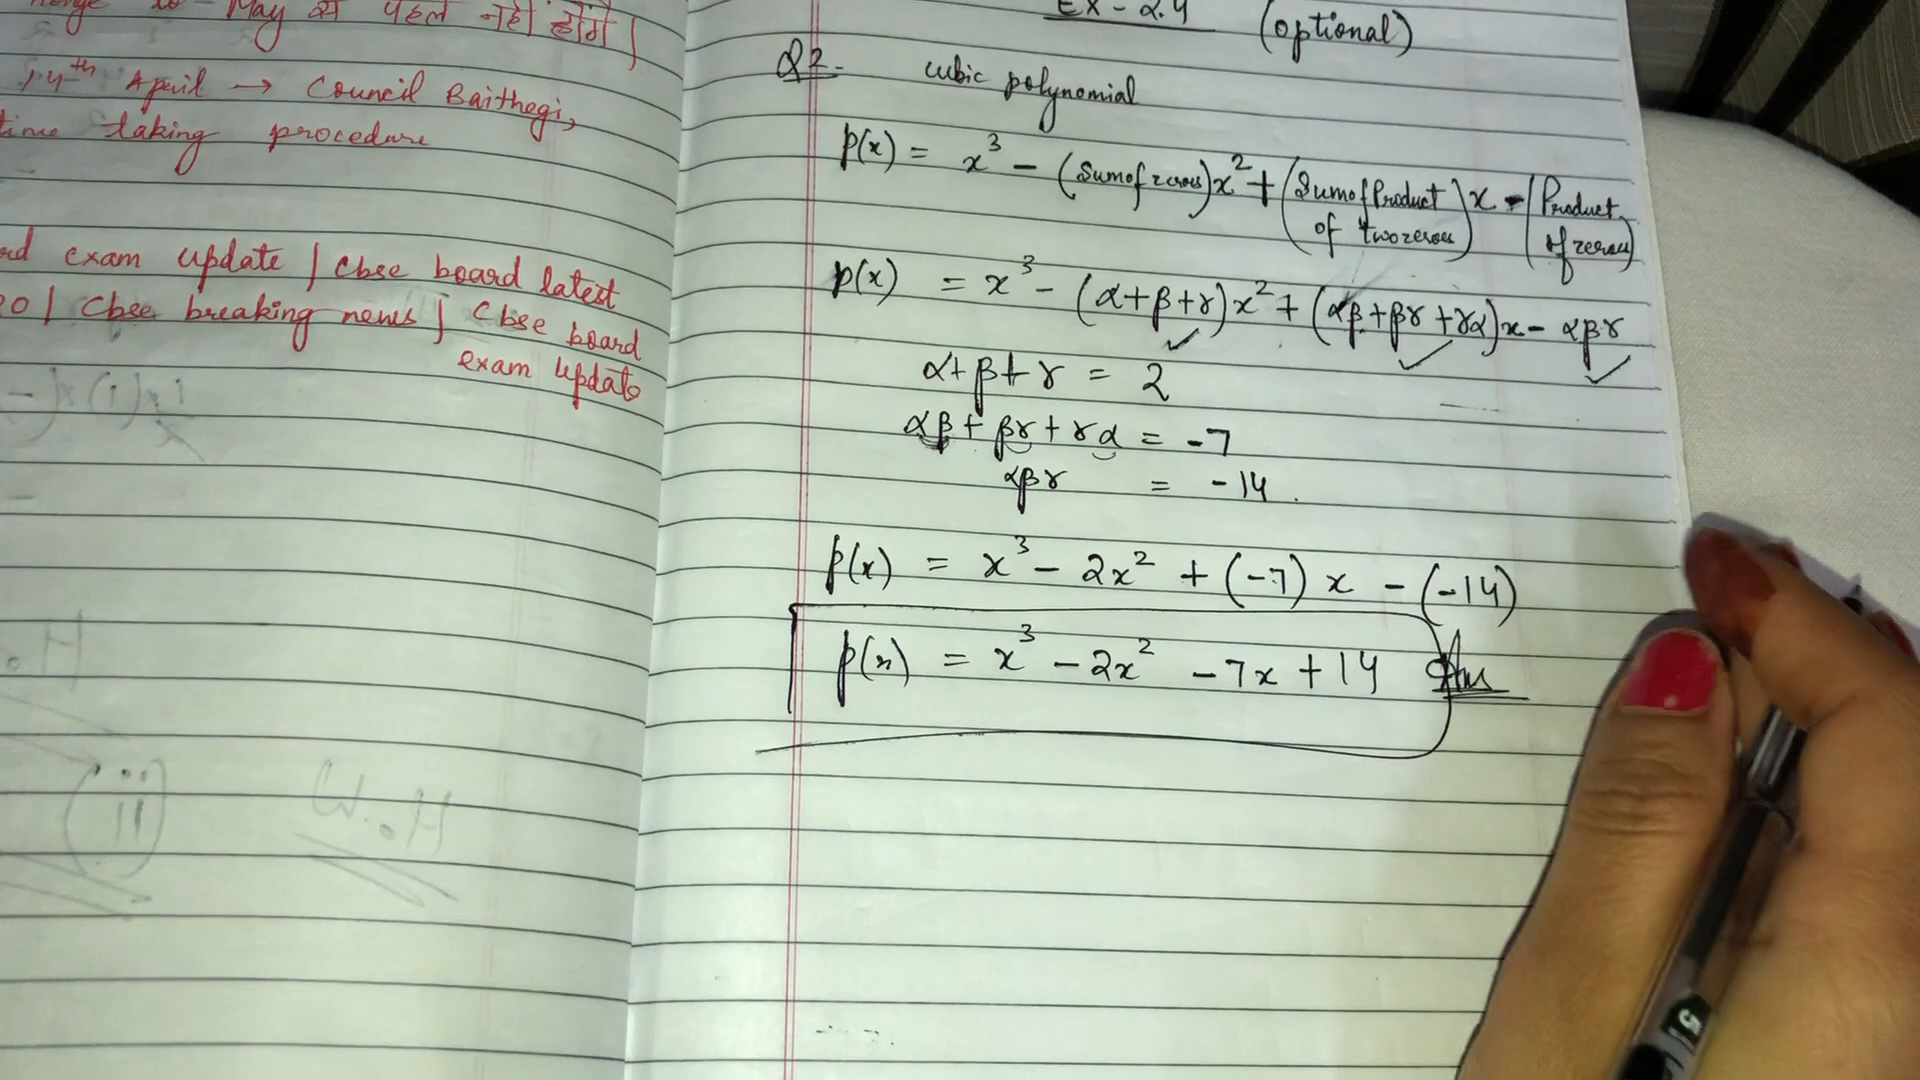 May से पहले नहीं होंगे |
14th April → Council Baithegi,
time taking procedure
exam update | Cbse board latest
Cbse breaking news | Cbse board
exam update
(ii)
W.H
Ex - 2.4 (optional)
Q2. cubic polynomial
p(x) = x³ - (Sum of zeroes)x² + (Sum of Product of two zeroes)x - (Product of zeroes)
p(x) = x³ - (α+β+γ)x² + (αβ+βγ+γα)x - αβγ
α+β+γ = 2
αβ+βγ+γα = -7
αβγ = -14.
p(x) = x³ - 2x² + (-7)x - (-14)
p(x) = x³ - 2x² - 7x + 14 Ans